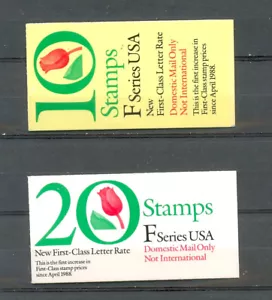 10
Stamps
F Series USA
New
First-Class Letter Rate
Domestic Mail Only
Not International
This is the first increase in
First-Class stamp prices
since April 1988.
20 Stamps
F Series USA
New First-Class Letter Rate
Domestic Mail Only
Not International
This is the first increase in
First-Class stamp prices
since April 1988.